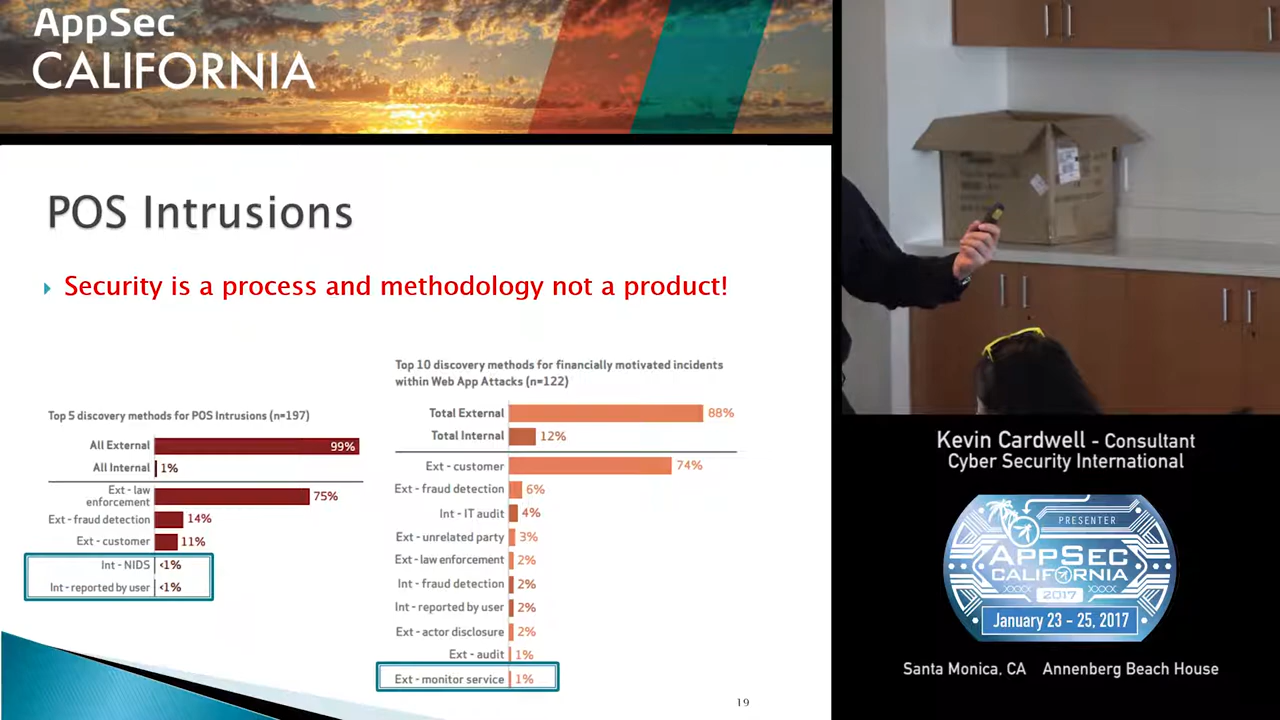 AppSec
CALIFORNIA
POS Intrusions
Security is a process and methodology not a product!
Top 5 discovery methods for POS Intrusions (n=197)
All External 99%
All Internal 1%
Ext - law
enforcement 75%
Ext - fraud detection 14%
Ext - customer 11%
Int - NIDS <1%
Int - reported by user <1%
Top 10 discovery methods for financially motivated incidents
within Web App Attacks (n=122)
Total External 88%
Total Internal 12%
Ext - customer 74%
Ext - fraud detection 6%
Int - IT audit 4%
Ext - unrelated party 3%
Ext - law enforcement 2%
Int - fraud detection 2%
Int - reported by user 2%
Ext - actor disclosure 2%
Ext - audit 1%
Ext - monitor service 1%
19
Kevin Cardwell - Consultant
Cyber Security International
PRESENTER
APPSEC
CALIFORNIA
XXXX 2017 XXXX
January 23 - 25, 2017
Santa Monica, CA Annenberg Beach House